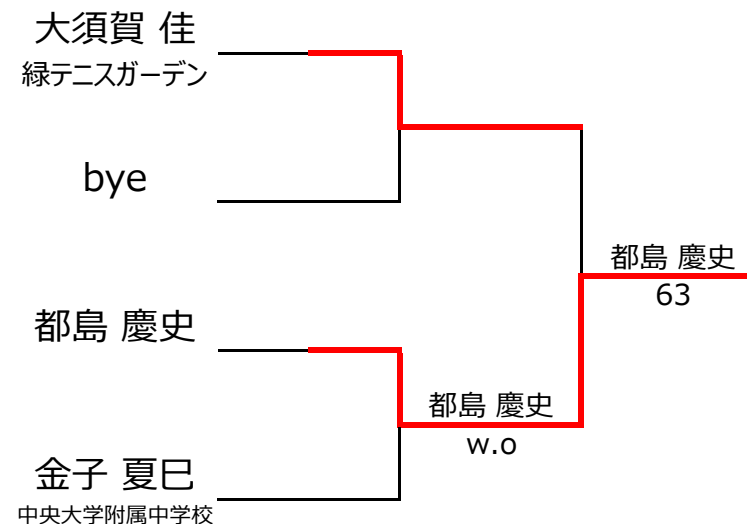 大須賀 佳
緑テニスガーデン
bye
都島 慶史
63
都島 慶史
都島 慶史
w.o
金子 夏巳
中央大学附属中学校